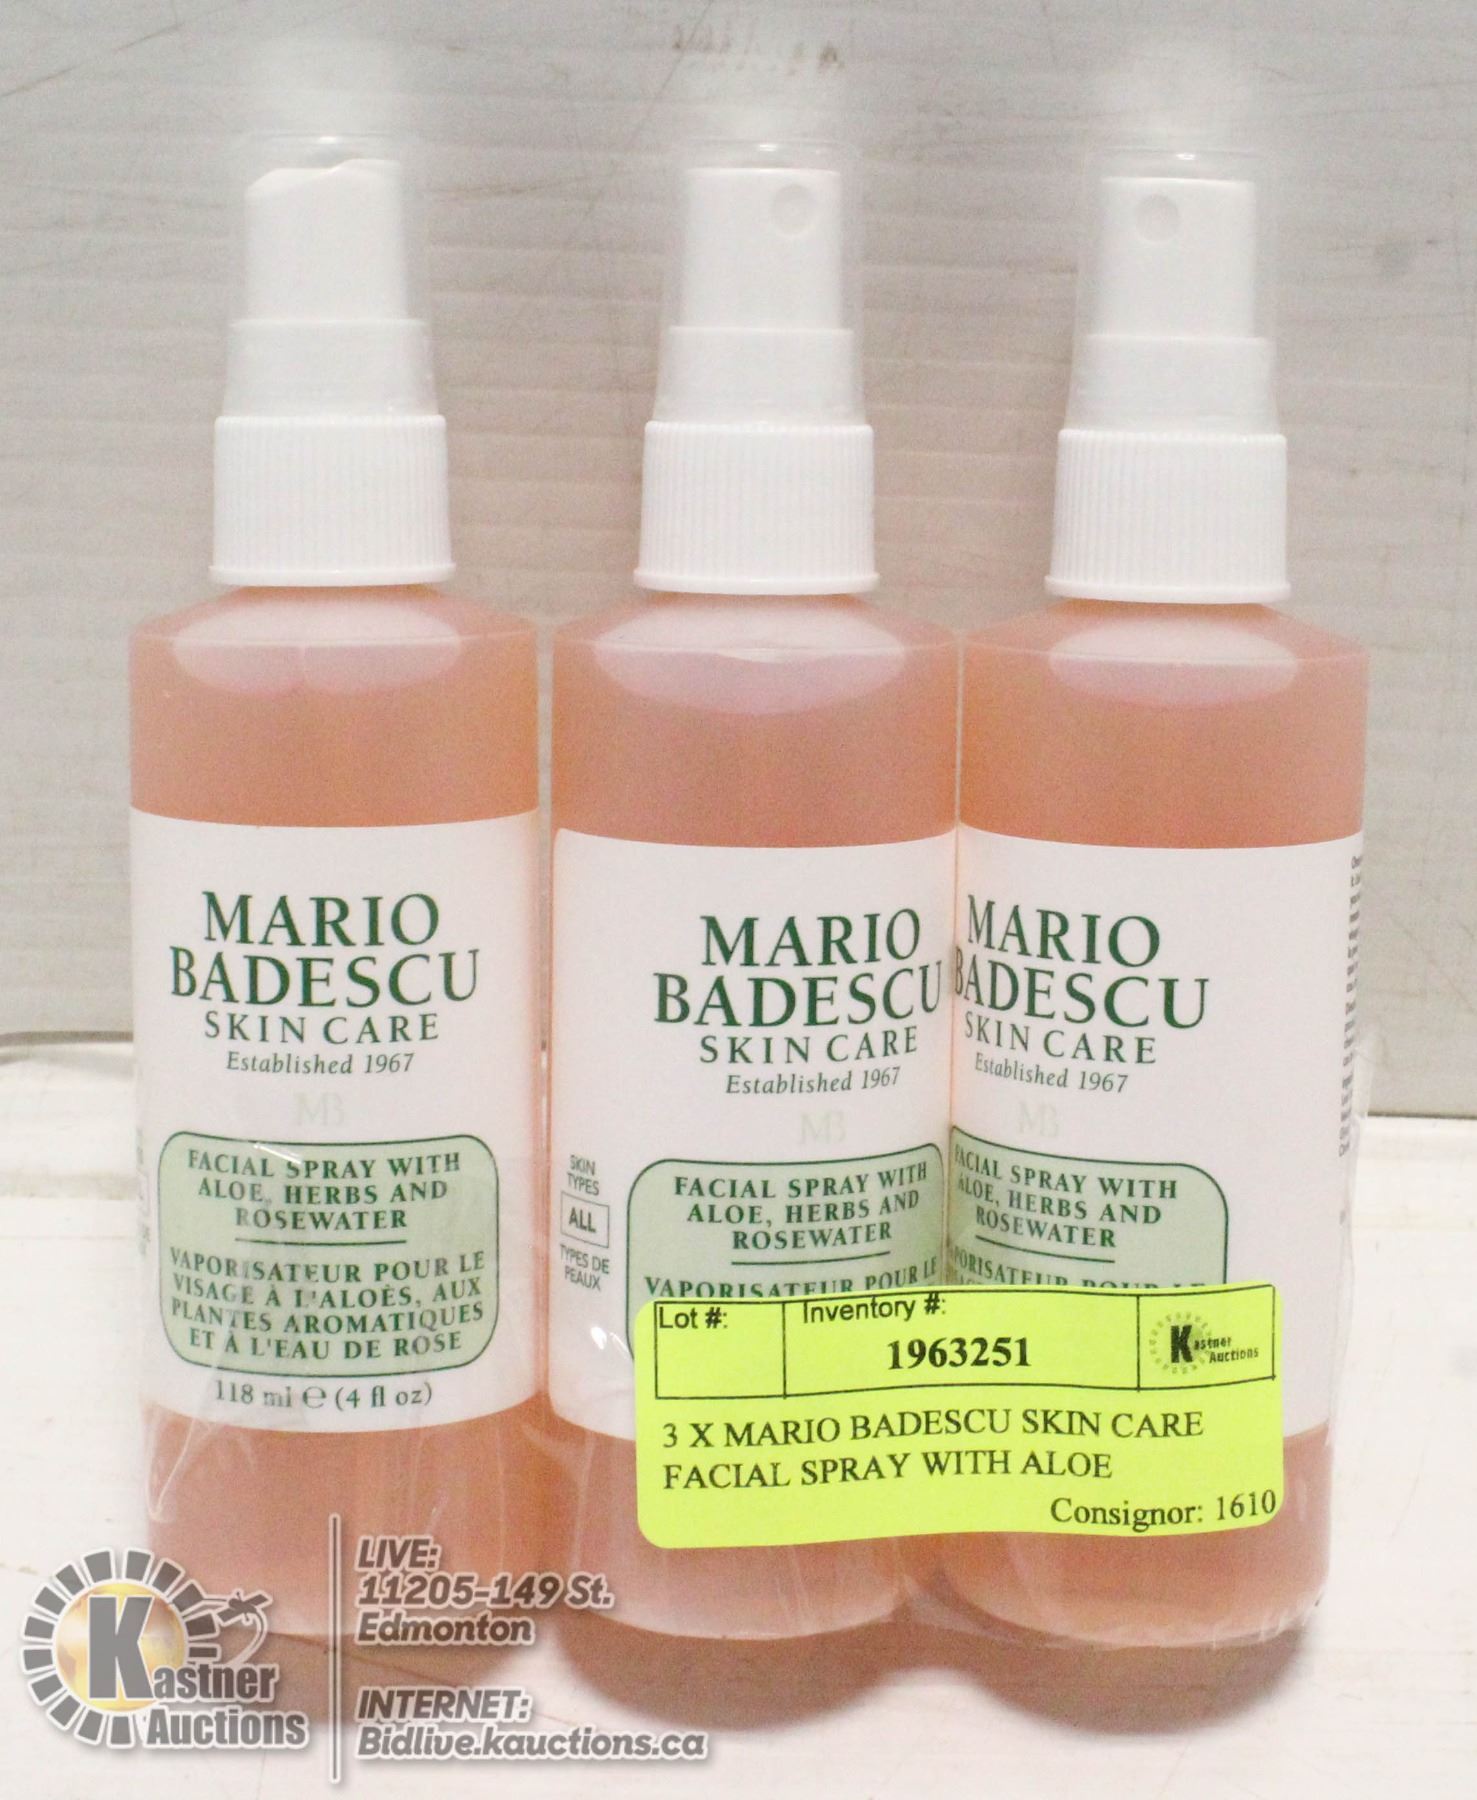 MARIO
BADESCU
SKIN CARE
Established 1967
MB
FACIAL SPRAY WITH
ALOE, HERBS AND
ROSEWATER
VAPORISATEUR POUR LE
VISAGE À L'ALOÈS, AUX
PLANTES AROMATIQUES
ET À L'EAU DE ROSE
118 ml ℮ (4 fl oz)
MARIO
BADESCU
SKIN CARE
Established 1967
MB
SKIN
TYPES
ALL
TYPES DE
PEAUX
FACIAL SPRAY WITH
ALOE, HERBS AND
ROSEWATER
VAPORISATEUR POUR LE
MARIO
BADESCU
SKIN CARE
Established 1967
MB
FACIAL SPRAY WITH
ALOE, HERBS AND
ROSEWATER
Lot #:
Inventory #:
1963251
Kastner
Auctions
3 X MARIO BADESCU SKIN CARE
FACIAL SPRAY WITH ALOE
Consignor: 1610
Kastner
Auctions
LIVE:
11205-149 St.
Edmonton
INTERNET:
Bidlive.kauctions.ca